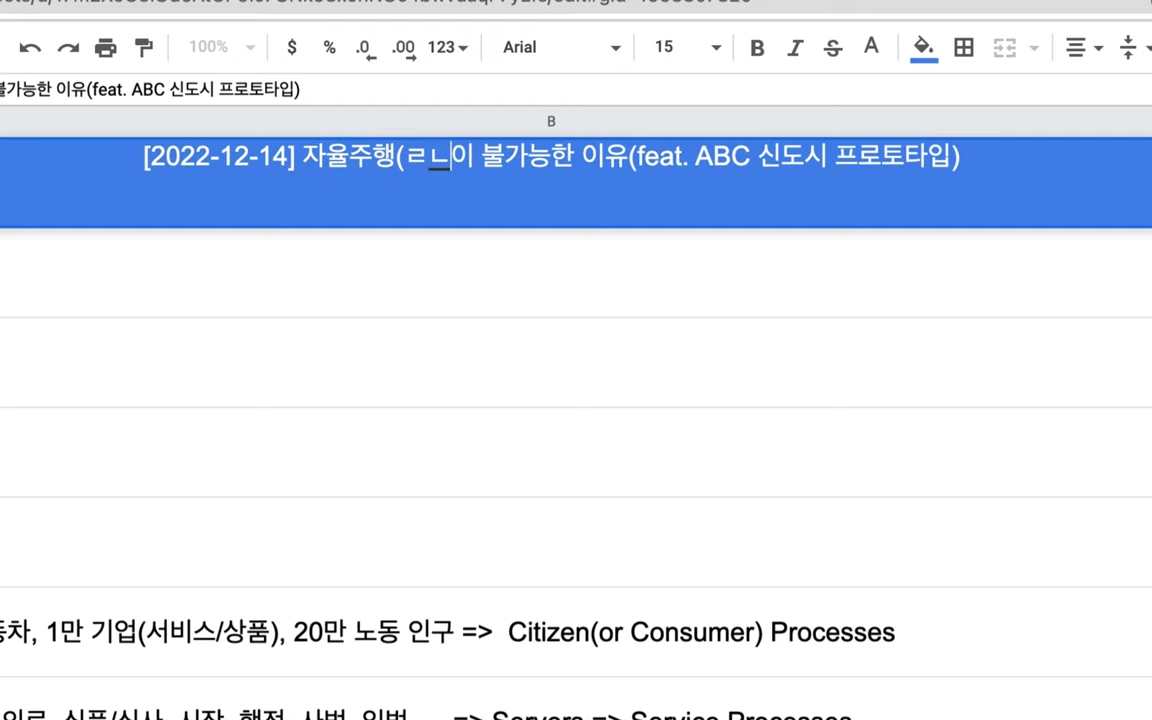 100% $ % .0 .00 123 Arial 15 B I S A
불가능한 이유(feat. ABC 신도시 프로토타입)
B
[2022-12-14] 자율주행(ㄹㄴ이 불가능한 이유(feat. ABC 신도시 프로토타입)
동차, 1만 기업(서비스/상품), 20만 노동 인구 => Citizen(or Consumer) Processes
=> Servers => Service Processes